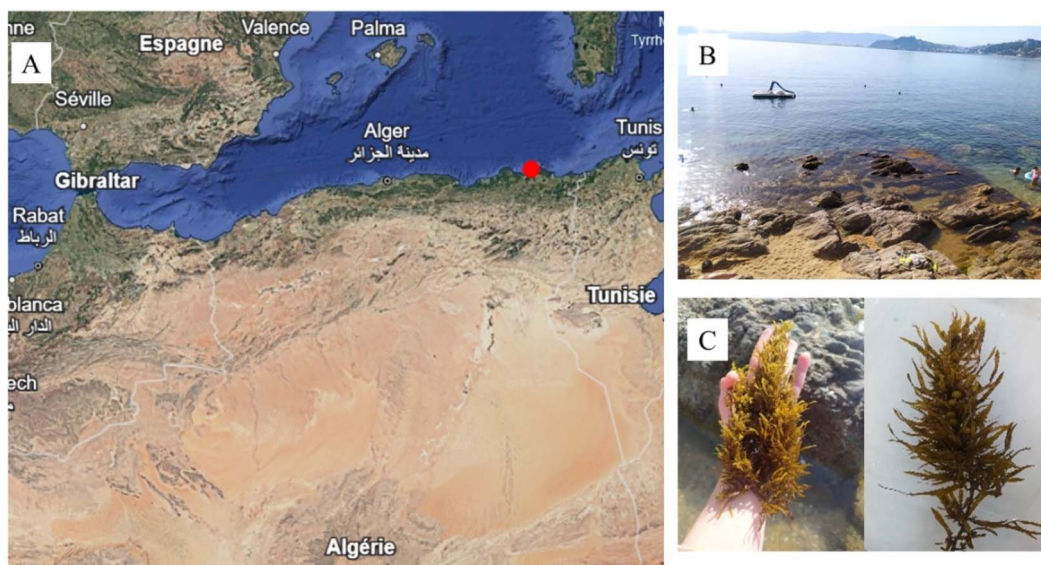 A
nne
Espagne
Valence
Palma
Tyrrh
Séville
Alger
مدينة الجزائر
Tunis
تونس
Gibraltar
Rabat
الرباط
blanca
الدار الب
Tunisie
ech
Algérie
B
C